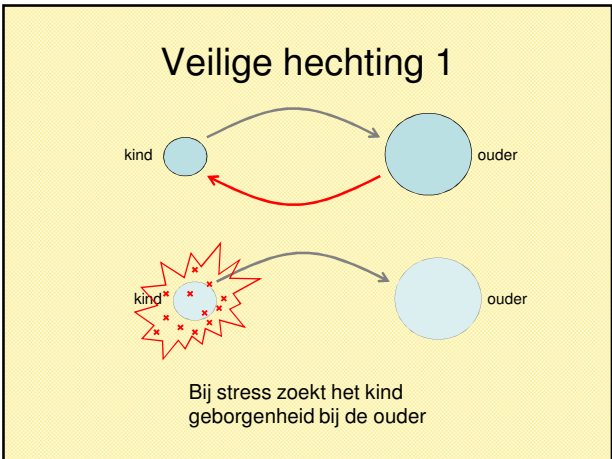 Veilige hechting 1
kind
ouder
kind
ouder
Bij stress zoekt het kind
geborgenheid bij de ouder